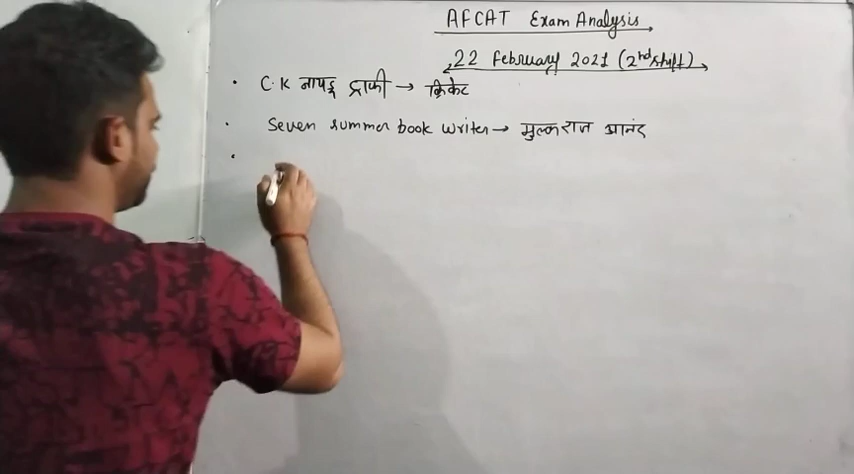 AFCAT Exam Analysis
22 February 2021 (2nd shift)
• C.K नायडू ट्राफी → क्रिकेट
• Seven summer book writer → मुल्कराज आनंद
•